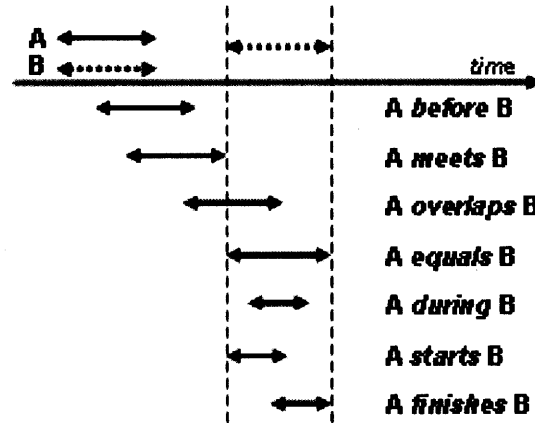 A
B
time
A before B
A meets B
A overlaps B
A equals B
A during B
A starts B
A finishes B